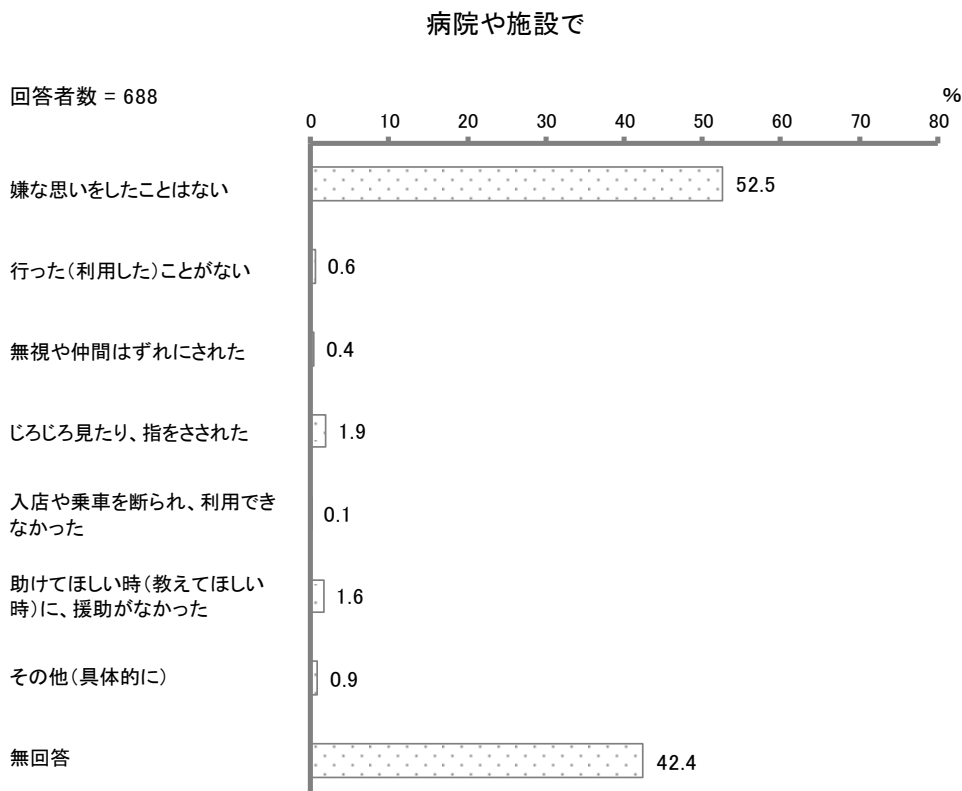 病院や施設で
回答者数 = 688
%
0 10 20 30 40 50 60 70 80
嫌な思いをしたことはない 52.5
行った(利用した)ことがない 0.6
無視や仲間はずれにされた 0.4
じろじろ見たり、指をさされた 1.9
入店や乗車を断られ、利用でき
なかった 0.1
助けてほしい時(教えてほしい
時)に、援助がなかった 1.6
その他(具体的に) 0.9
無回答 42.4